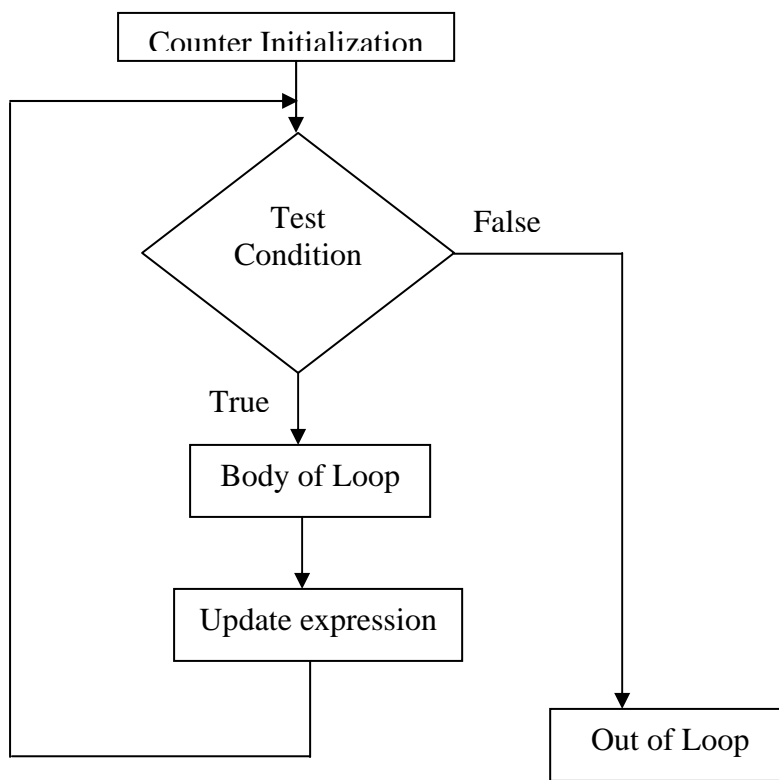 Counter Initialization
Test
Condition
False
True
Body of Loop
Update expression
Out of Loop